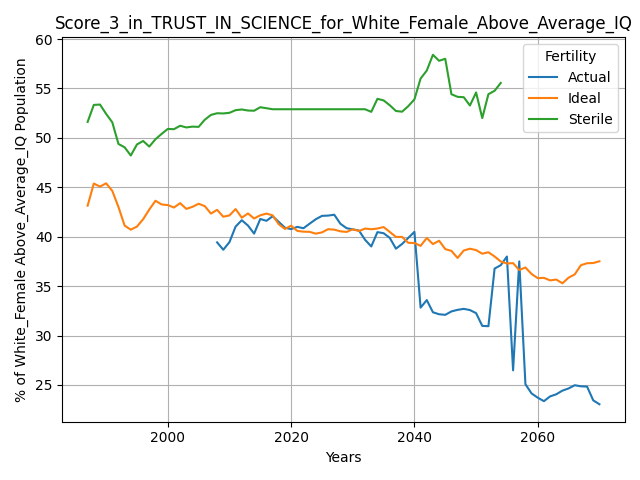 Score_3_in_TRUST_IN_SCIENCE_for_White_Female_Above_Average_IQ
% of White_Female Above_Average_IQ Population
60
55
50
45
40
35
30
25
Fertility
Actual
Ideal
Sterile
2000
2020
2040
2060
Years